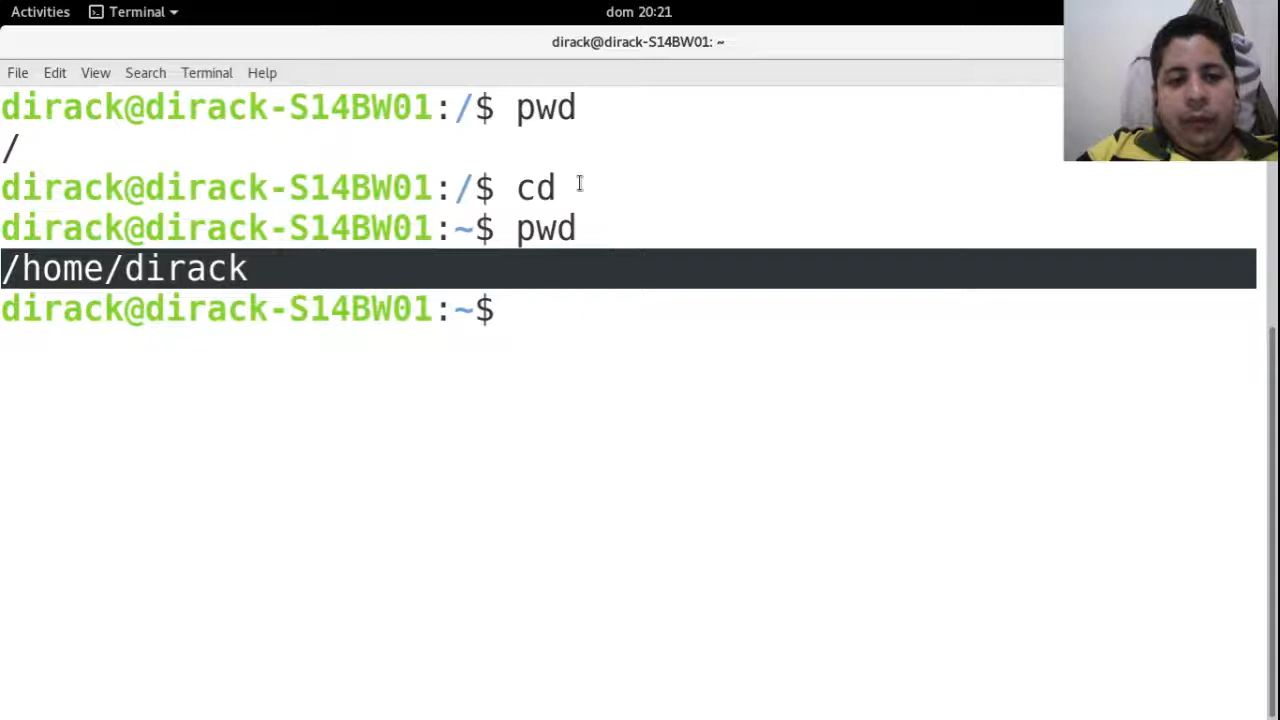 Activities Terminal dom 20:21
dirack@dirack-S14BW01: ~
File Edit View Search Terminal Help
dirack@dirack-S14BW01:/$ pwd
/
dirack@dirack-S14BW01:/$ cd
dirack@dirack-S14BW01:~$ pwd
/home/dirack
dirack@dirack-S14BW01:~$